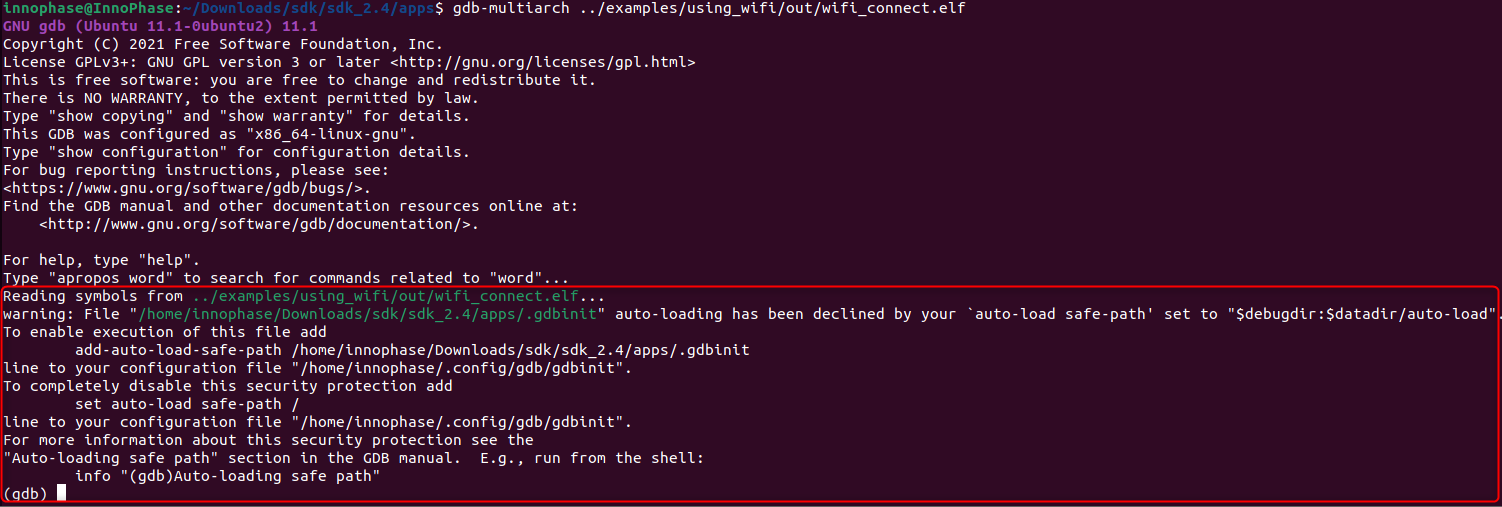 innophase@InnoPhase:~/Downloads/sdk/sdk_2.4/apps$ gdb-multiarch ../examples/using_wifi/out/wifi_connect.elf
GNU gdb (Ubuntu 11.1-0ubuntu2) 11.1
Copyright (C) 2021 Free Software Foundation, Inc.
License GPLv3+: GNU GPL version 3 or later <http://gnu.org/licenses/gpl.html>
This is free software: you are free to change and redistribute it.
There is NO WARRANTY, to the extent permitted by law.
Type "show copying" and "show warranty" for details.
This GDB was configured as "x86_64-linux-gnu".
Type "show configuration" for configuration details.
For bug reporting instructions, please see:
<https://www.gnu.org/software/gdb/bugs/>.
Find the GDB manual and other documentation resources online at:
    <http://www.gnu.org/software/gdb/documentation/>.

For help, type "help".
Type "apropos word" to search for commands related to "word"...
Reading symbols from ../examples/using_wifi/out/wifi_connect.elf...
warning: File "/home/innophase/Downloads/sdk/sdk_2.4/apps/.gdbinit" auto-loading has been declined by your `auto-load safe-path' set to "$debugdir:$datadir/auto-load".
To enable execution of this file add
        add-auto-load-safe-path /home/innophase/Downloads/sdk/sdk_2.4/apps/.gdbinit
line to your configuration file "/home/innophase/.config/gdb/gdbinit".
To completely disable this security protection add
        set auto-load safe-path /
line to your configuration file "/home/innophase/.config/gdb/gdbinit".
For more information about this security protection see the
"Auto-loading safe path" section in the GDB manual.  E.g., run from the shell:
        info "(gdb)Auto-loading safe path"
(gdb)